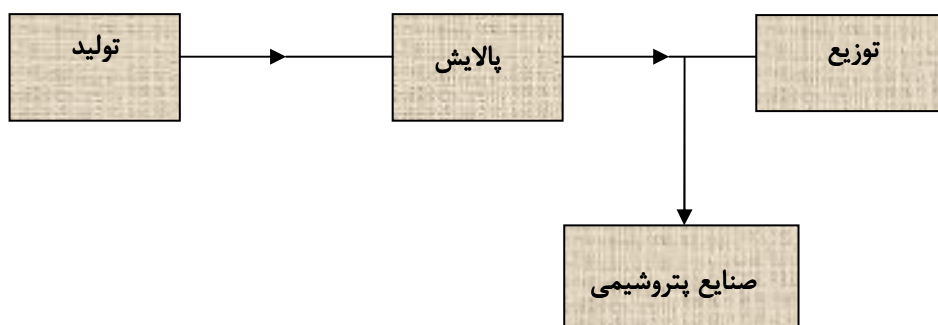 تولید
پالایش
توزیع
صنایع پتروشیمی